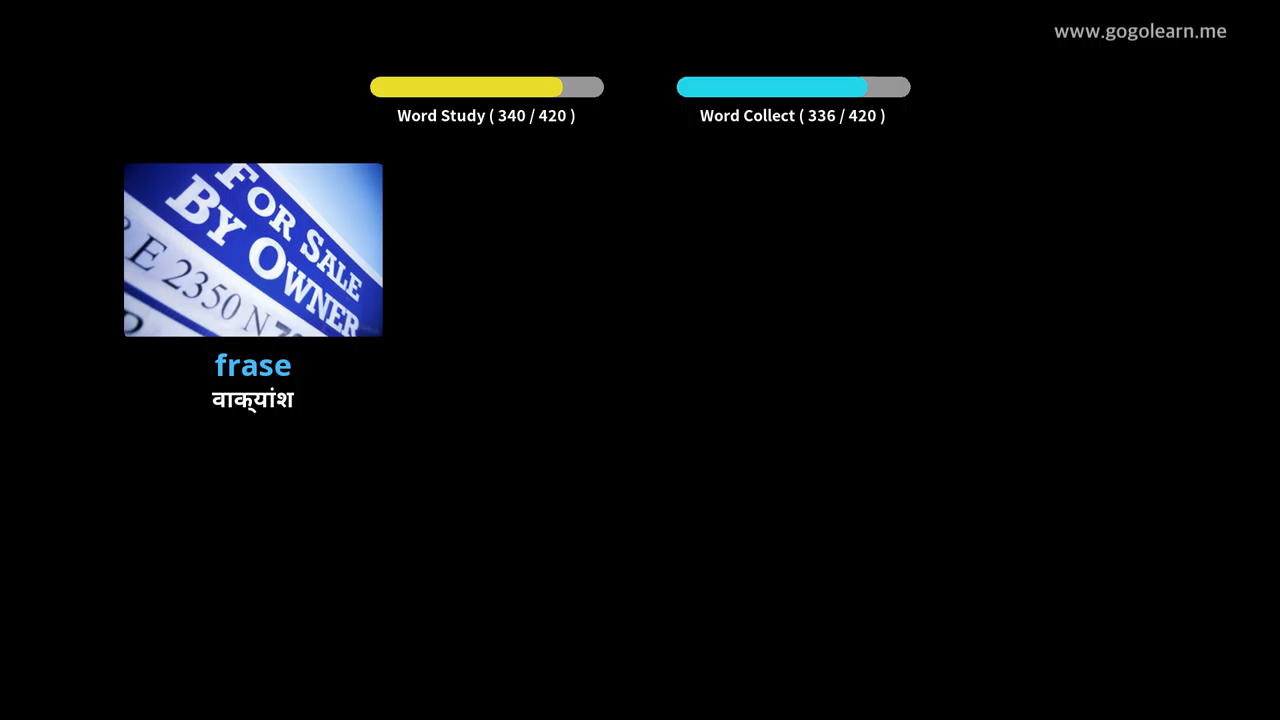 www.gogolearn.me
Word Study ( 340 / 420 )
Word Collect ( 336 / 420 )
FOR SALE
BY OWNER
E 2350 N
frase
वाक्यांश